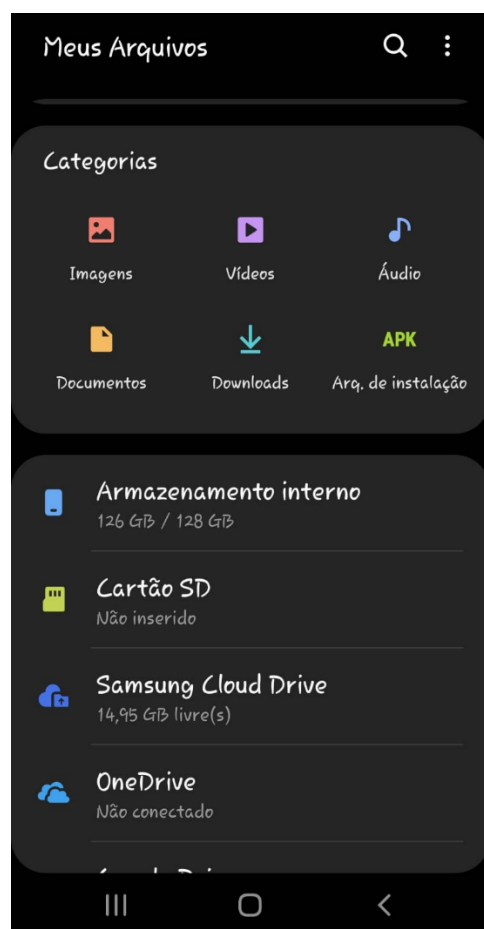 Meus Arquivos
Categorias
Imagens
Vídeos
Áudio
APK
Documentos
Downloads
Arq. de instalação
Armazenamento interno
126 GB / 128 GB
Cartão SD
Não inserido
Samsung Cloud Drive
14,95 GB livre(s)
OneDrive
Não conectado